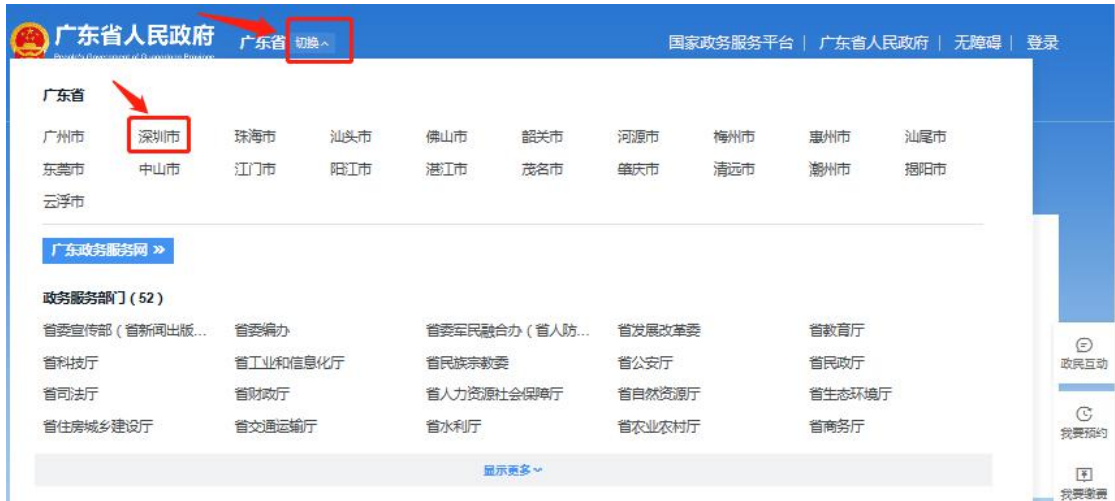 广东省人民政府 广东省 切换 国家政务服务平台 | 广东省人民政府 | 无障碍 | 登录
People's Government of Guangdong Province
广东省
广州市 深圳市 珠海市 汕头市 佛山市 韶关市 河源市 梅州市 惠州市 汕尾市
东莞市 中山市 江门市 阳江市 湛江市 茂名市 肇庆市 清远市 潮州市 揭阳市
云浮市
广东政务服务网 »
政务服务部门 ( 52 )
省委宣传部 ( 省新闻出版... 省委编办 省委军民融合办 ( 省人防... 省发展改革委 省教育厅
省科技厅 省工业和信息化厅 省民族宗教委 省公安厅 省民政厅
省司法厅 省财政厅 省人力资源社会保障厅 省自然资源厅 省生态环境厅
省住房城乡建设厅 省交通运输厅 省水利厅 省农业农村厅 省商务厅
显示更多
政民互动
我要预约
我要缴费